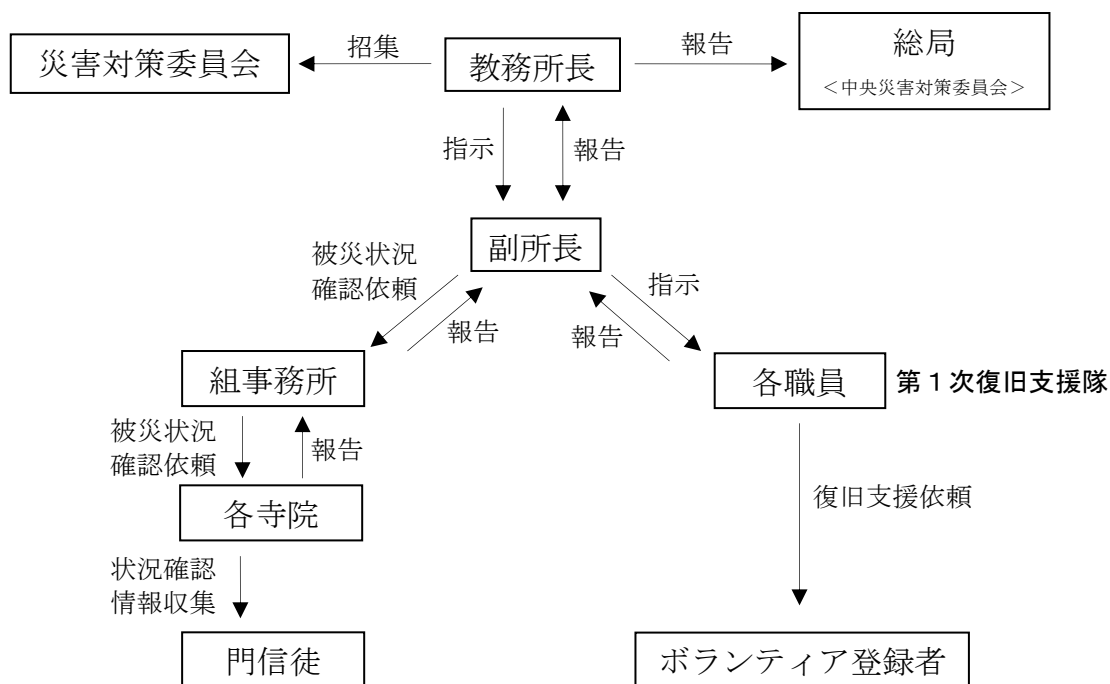 災害対策委員会
招集
教務所長
報告
総局
＜中央災害対策委員会＞
指示
報告
副所長
被災状況
確認依頼
報告
報告
指示
組事務所
各職員
第１次復旧支援隊
被災状況
確認依頼
報告
各寺院
復旧支援依頼
状況確認
情報収集
門信徒
ボランティア登録者